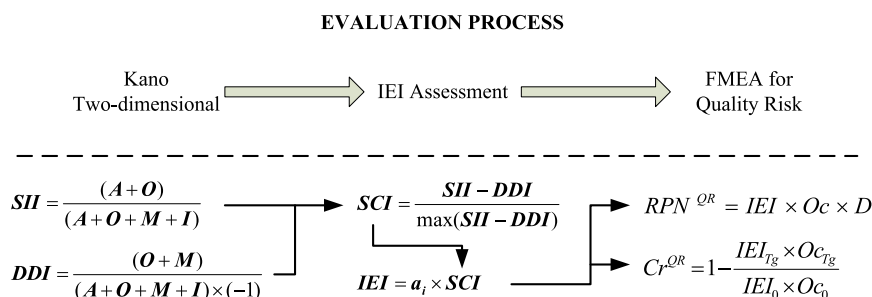 EVALUATION PROCESS
Kano
Two-dimensional
IEI Assessment
FMEA for
Quality Risk
SII = (A+O) / (A+O+M+I)
DDI = (O+M) / (A+O+M+I)×(-1)
SCI = SII − DDI / max(SII − DDI)
IEI = a_i × SCI
RPN^QR = IEI × Oc × D
Cr^QR = 1 − IEI_Tg × Oc_Tg / IEI_0 × Oc_0